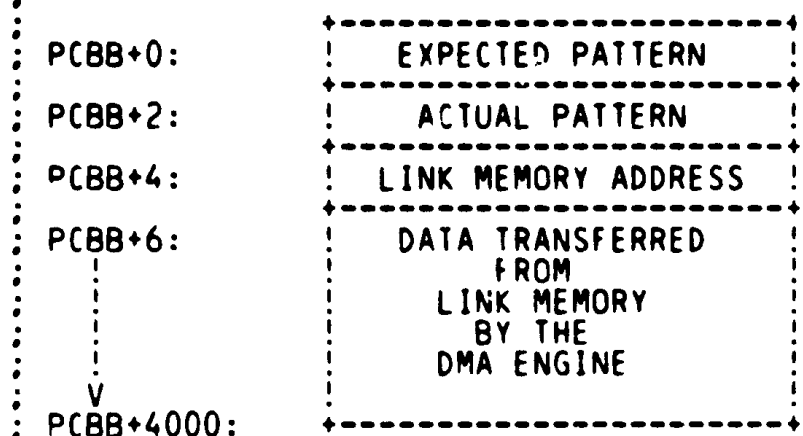 PCBB+0: ! EXPECTED PATTERN !
PCBB+2: ! ACTUAL PATTERN !
PCBB+4: ! LINK MEMORY ADDRESS !
PCBB+6: ! DATA TRANSFERRED !
FROM
LINK MEMORY
BY THE
DMA ENGINE
V
PCBB+4000: